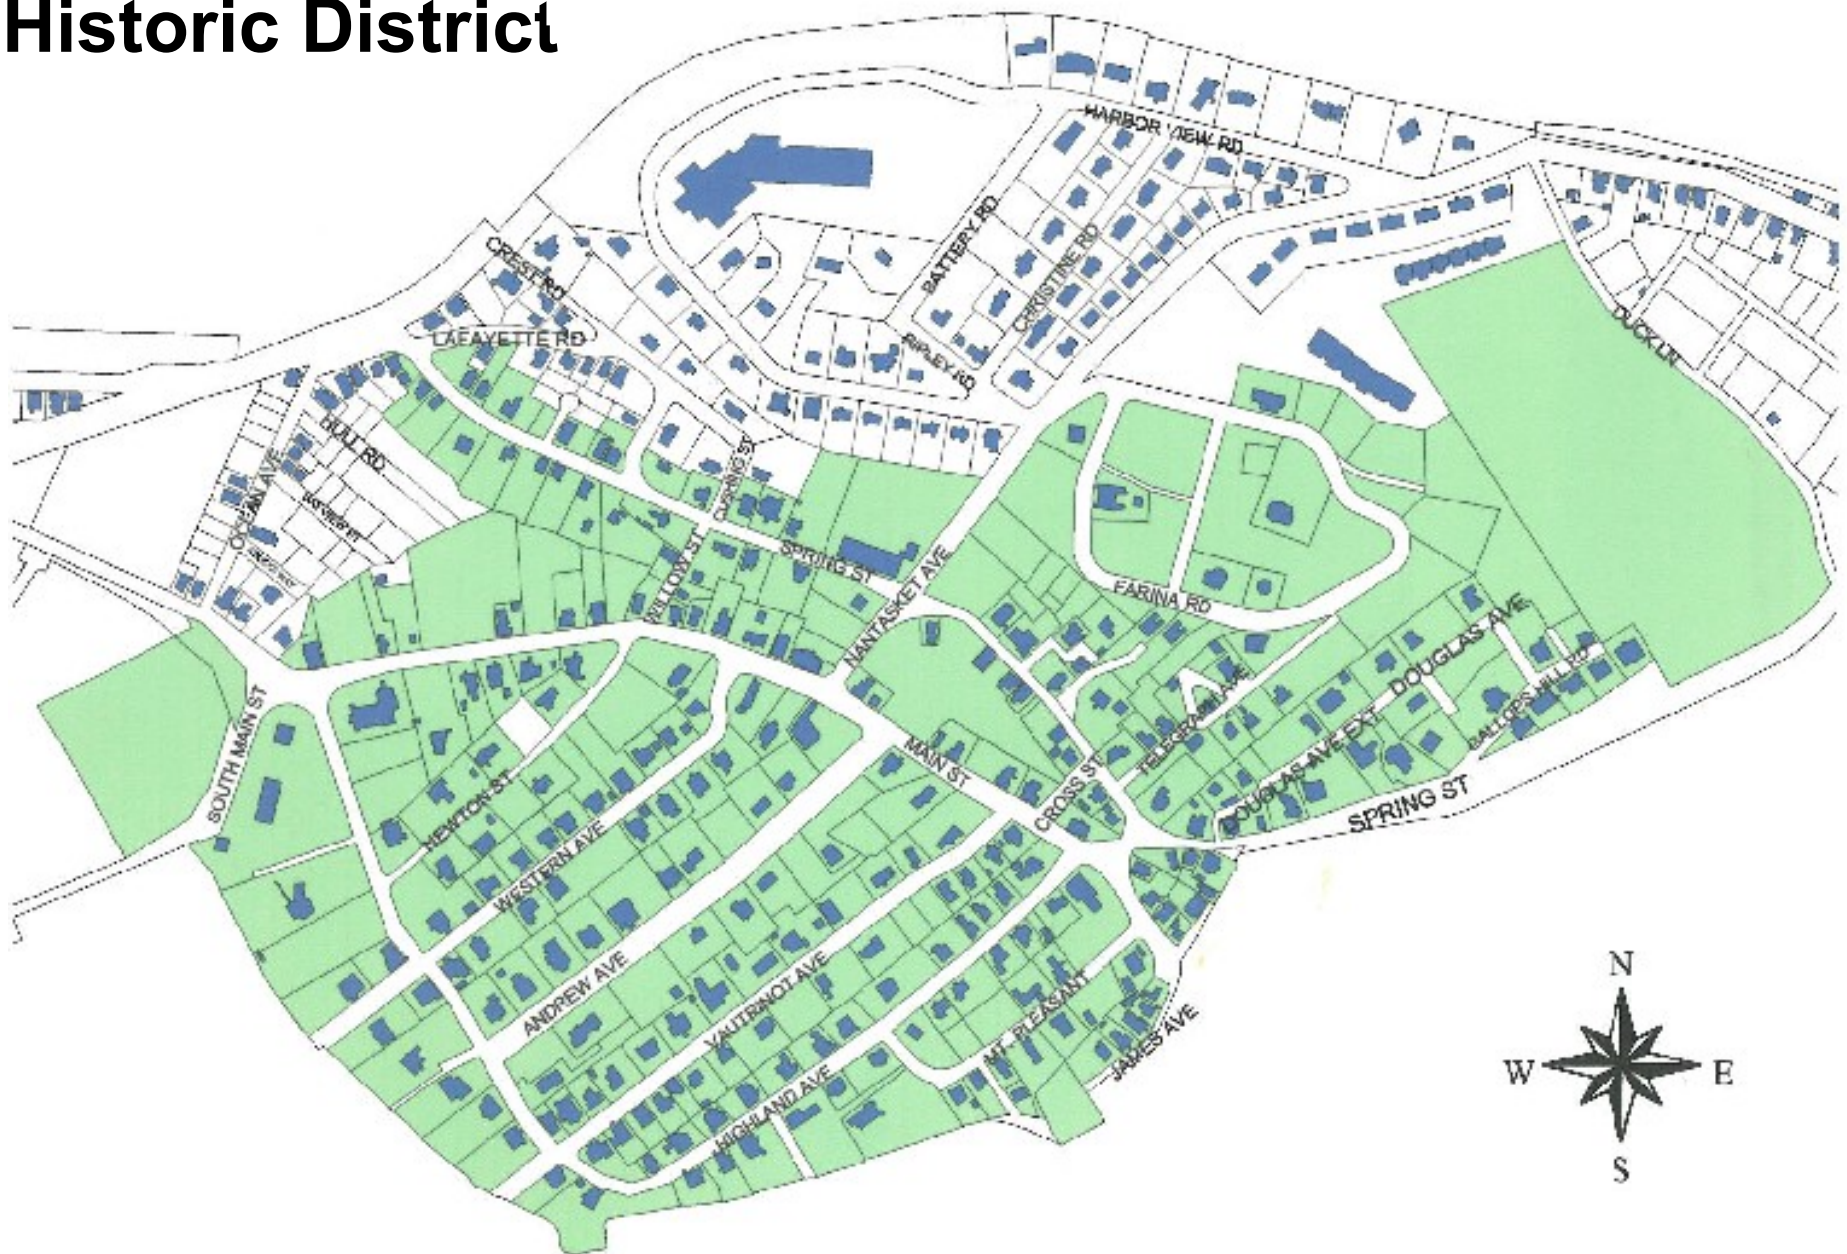 Historic District
HARBOR VIEW RD
CREST RD
BATTERY RD
CHRISTINE RD
LAFAYETTE RD
RIPLEY RD
DUCK LN
HULL RD
OCEAN AVE
CUSHING ST
SPRING ST
WILLOW ST
NANTASKET AVE
FARINA RD
DOUGLAS AVE
GALLOPS HILL RD
TELEGRAPH AVE
DOUGLAS AVE EXT
SOUTH MAIN ST
MAIN ST
CROSS ST
SPRING ST
NEWTON ST
WESTERN AVE
ANDREW AVE
VAUTRINOT AVE
MT. PLEASANT
JAMES AVE
HIGHLAND AVE
N
W E
S